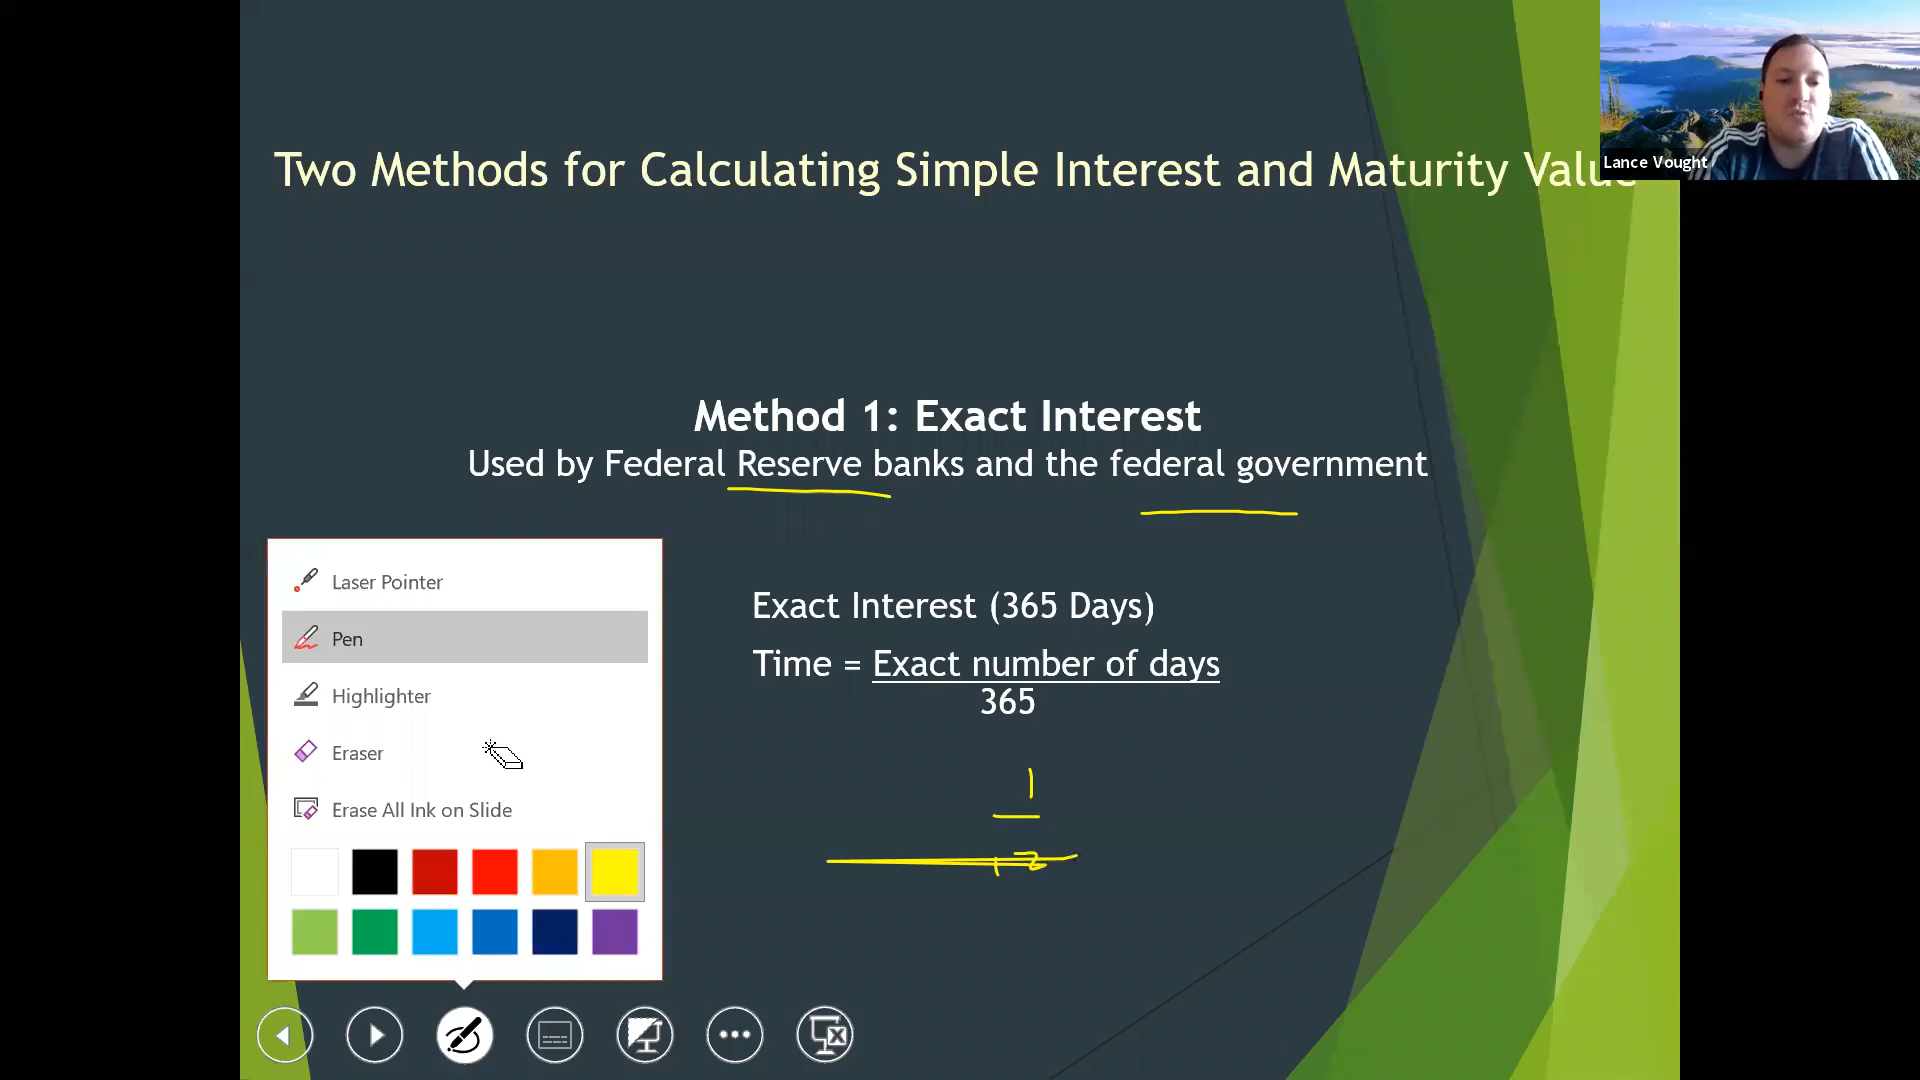 Two Methods for Calculating Simple Interest and Maturity Value
Lance Vought
Method 1: Exact Interest
Used by Federal Reserve banks and the federal government
Exact Interest (365 Days)
Time = Exact number of days
365
1
12
Laser Pointer
Pen
Highlighter
Eraser
Erase All Ink on Slide